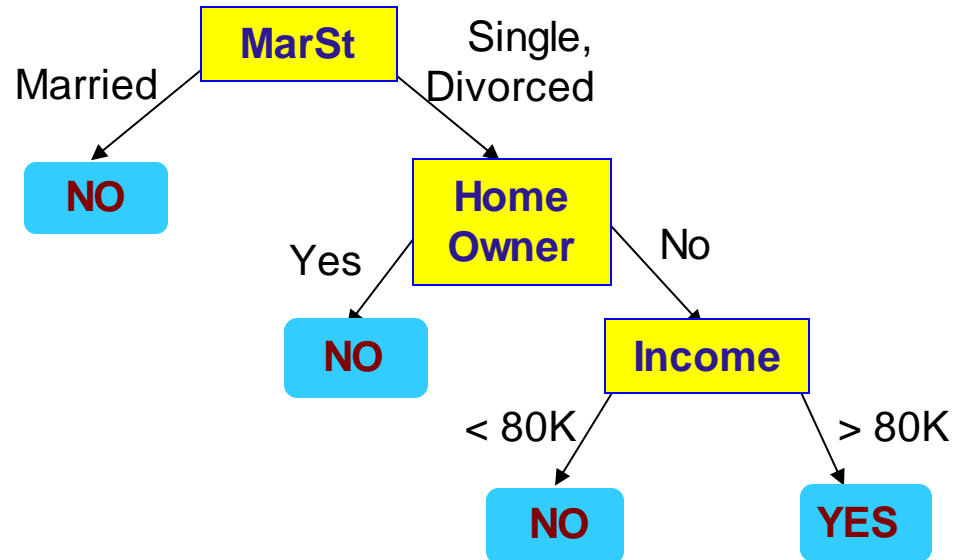 MarSt
Single,
Married
Divorced
NO
Home
Owner
Yes
No
NO
Income
< 80K
> 80K
NO
YES